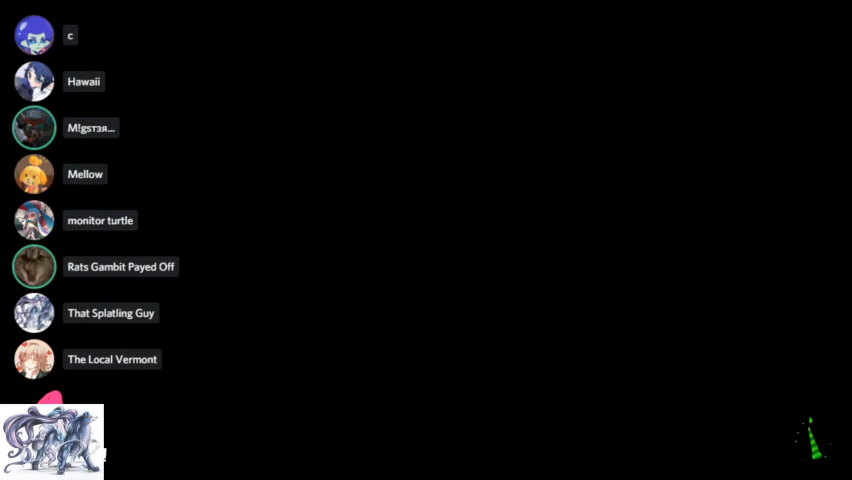 c
Hawaii
M!gsтзя...
Mellow
monitor turtle
Rats Gambit Payed Off
That Splatling Guy
The Local Vermont